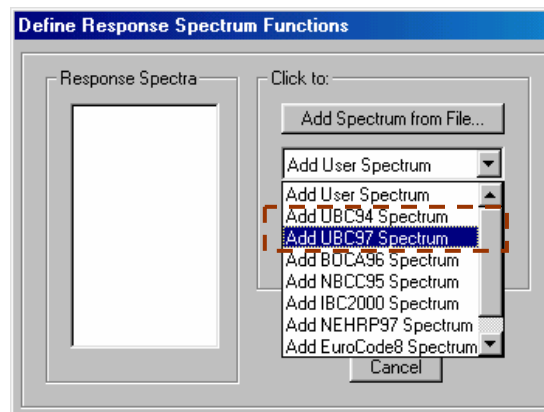 Define Response Spectrum Functions
Response Spectra
Click to:
Add Spectrum from File...
Add User Spectrum
Add User Spectrum
Add UBC94 Spectrum
Add UBC97 Spectrum
Add BOCA96 Spectrum
Add NBCC95 Spectrum
Add IBC2000 Spectrum
Add NEHRP97 Spectrum
Add EuroCode8 Spectrum
Cancel